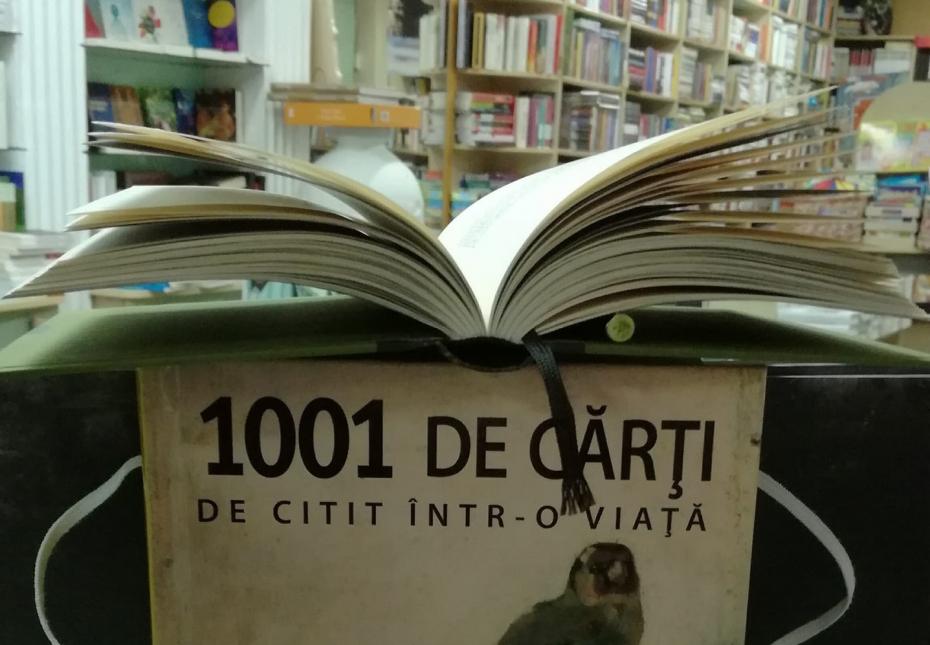 1001 DE CĂRŢI
DE CITIT ÎNTR-O VIAŢĂ